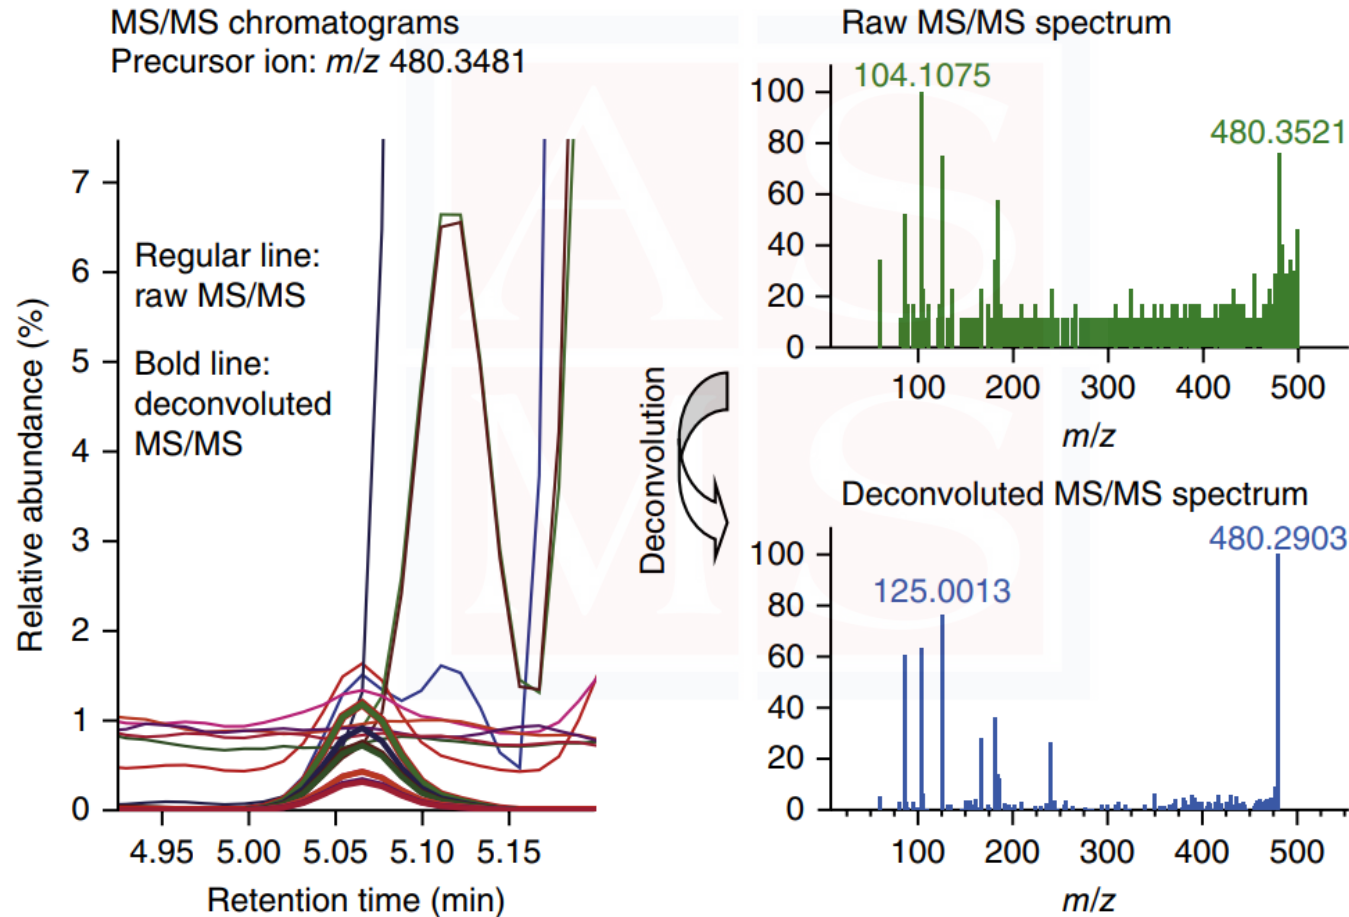 MS/MS chromatograms
Precursor ion: m/z 480.3481
Relative abundance (%)
7
6
5
4
3
2
1
0
Regular line:
raw MS/MS
Bold line:
deconvoluted
MS/MS
4.95 5.00 5.05 5.10 5.15
Retention time (min)
Deconvolution
Raw MS/MS spectrum
104.1075
480.3521
100
80
60
40
20
0
100 200 300 400 500
m/z
Deconvoluted MS/MS spectrum
480.2903
125.0013
100
80
60
40
20
0
100 200 300 400 500
m/z
A S
M S